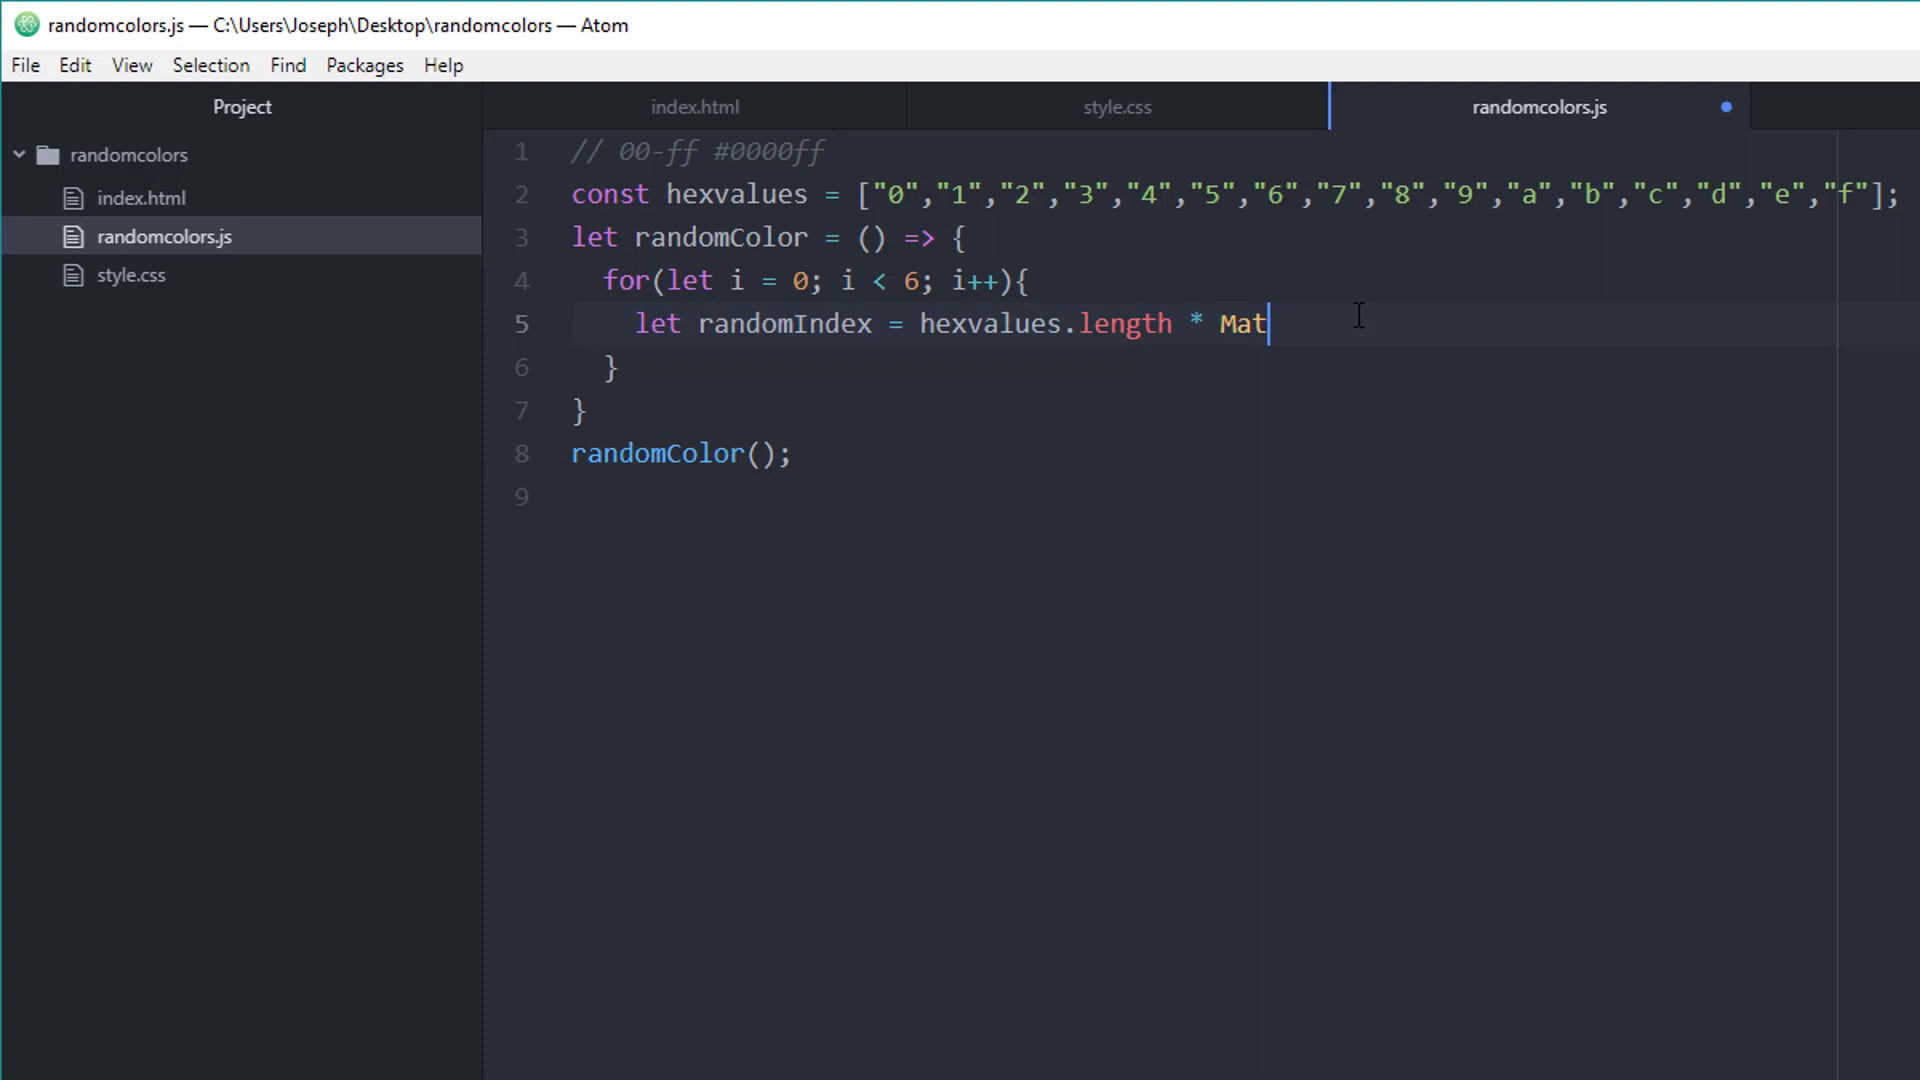 randomcolors.js — C:\Users\Joseph\Desktop\randomcolors — Atom
File Edit View Selection Find Packages Help
Project
randomcolors
index.html
randomcolors.js
style.css
index.html style.css randomcolors.js
1 // 00-ff #0000ff
2 const hexvalues = ["0","1","2","3","4","5","6","7","8","9","a","b","c","d","e","f"];
3 let randomColor = () => {
4 for(let i = 0; i < 6; i++){
5 let randomIndex = hexvalues.length * Mat
6 }
7 }
8 randomColor();
9